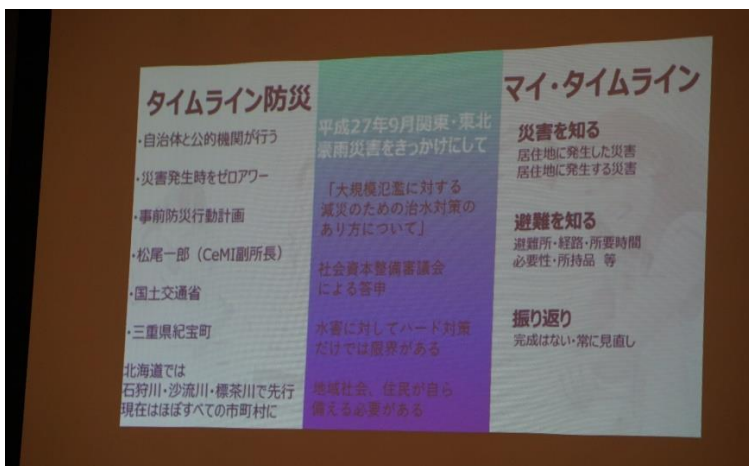 タイムライン防災
・自治体と公的機関が行う
・災害発生時をゼロアワー
・事前防災行動計画
・松尾一郎（CeMI副所長）
・国土交通省
・三重県紀宝町
北海道では
石狩川・沙流川・標茶川で先行
現在はほぼすべての市町村に
平成27年9月関東・東北
豪雨災害をきっかけにして
「大規模氾濫に対する
減災のための治水対策の
あり方について」
社会資本整備審議会
による答申
水害に対してハード対策
だけでは限界がある
地域社会、住民が自ら
備える必要がある
マイ・タイムライン
災害を知る
居住地に発生した災害
居住地に発生する災害
避難を知る
避難所・経路・所要時間
必要性・所持品 等
振り返り
完成はない・常に見直し